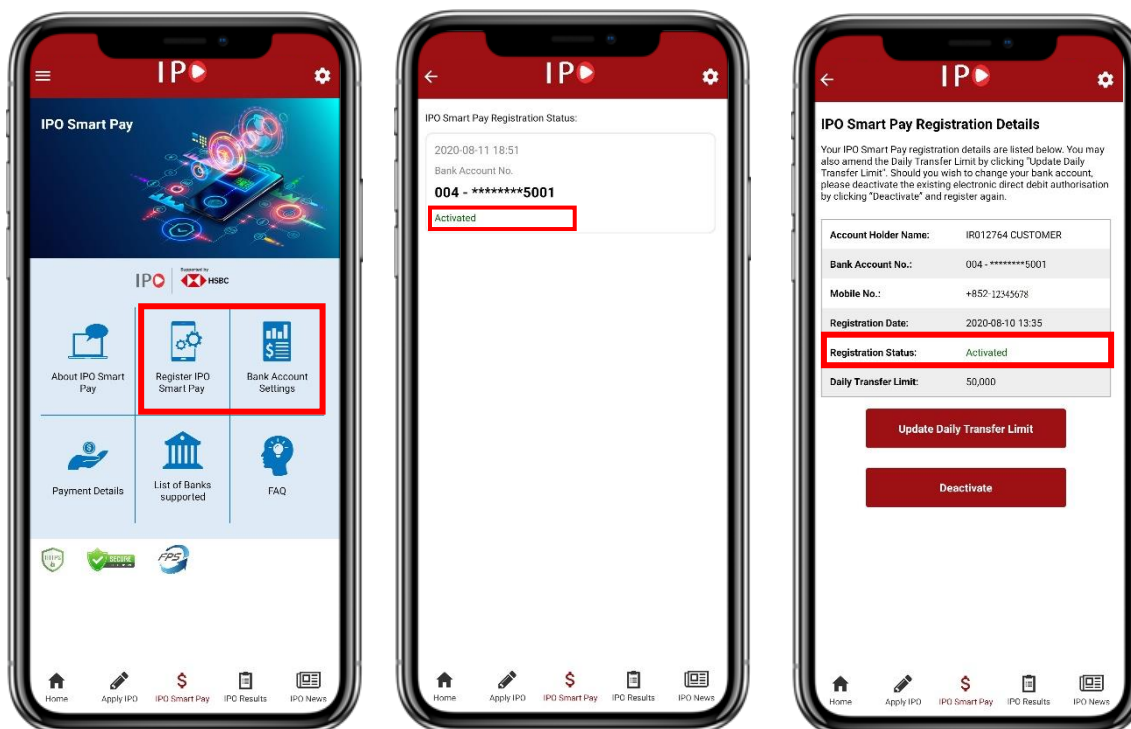 IPO
IPO Smart Pay
IPO
Supported by
HSBC
About IPO Smart
Pay
Register IPO
Smart Pay
Bank Account
Settings
Payment Details
List of Banks
supported
FAQ
HTTPS
SECURE
FPS
Home
Apply IPO
IPO Smart Pay
IPO Results
IPO News
IPO
IPO Smart Pay Registration Status:
2020-08-11 18:51
Bank Account No.
004 - ********5001
Activated
Home
Apply IPO
IPO Smart Pay
IPO Results
IPO News
IPO
IPO Smart Pay Registration Details
Your IPO Smart Pay registration details are listed below. You may
also amend the Daily Transfer Limit by clicking "Update Daily
Transfer Limit". Should you wish to change your bank account,
please deactivate the existing electronic direct debit authorisation
by clicking "Deactivate" and register again.
Account Holder Name: IR012764 CUSTOMER
Bank Account No.: 004 - ********5001
Mobile No.: +852-12345678
Registration Date: 2020-08-10 13:35
Registration Status: Activated
Daily Transfer Limit: 50,000
Update Daily Transfer Limit
Deactivate
Home
Apply IPO
IPO Smart Pay
IPO Results
IPO News